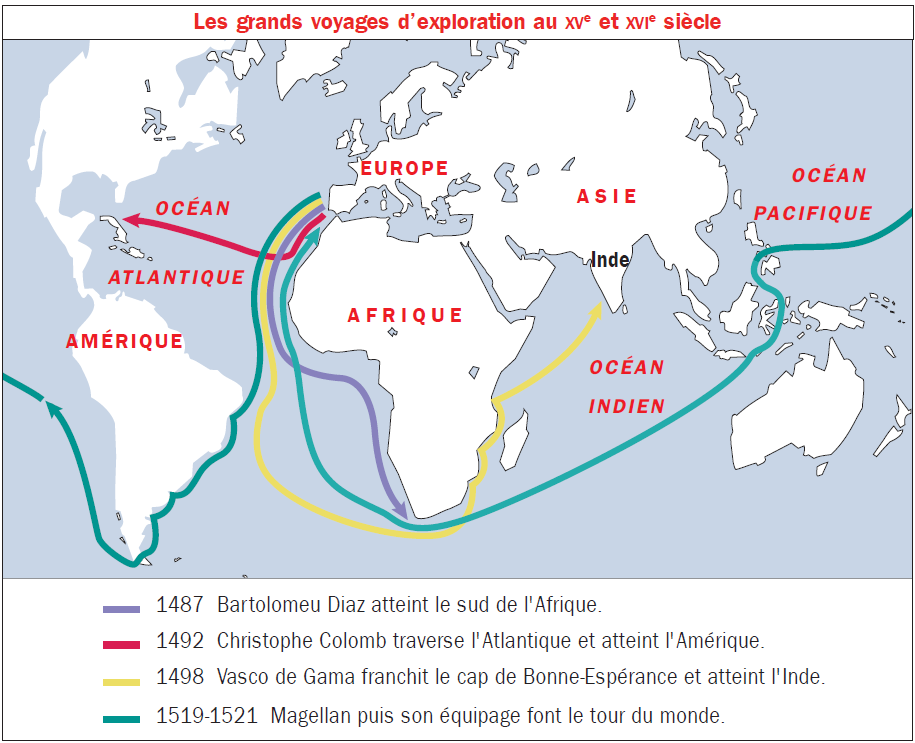 Les grands voyages d'exploration au XVe et XVIe siècle
EUROPE
ASIE
OCÉAN
PACIFIQUE
OCÉAN
ATLANTIQUE
Inde
AFRIQUE
AMÉRIQUE
OCÉAN
INDIEN
1487 Bartolomeu Diaz atteint le sud de l'Afrique.
1492 Christophe Colomb traverse l'Atlantique et atteint l'Amérique.
1498 Vasco de Gama franchit le cap de Bonne-Espérance et atteint l'Inde.
1519-1521 Magellan puis son équipage font le tour du monde.